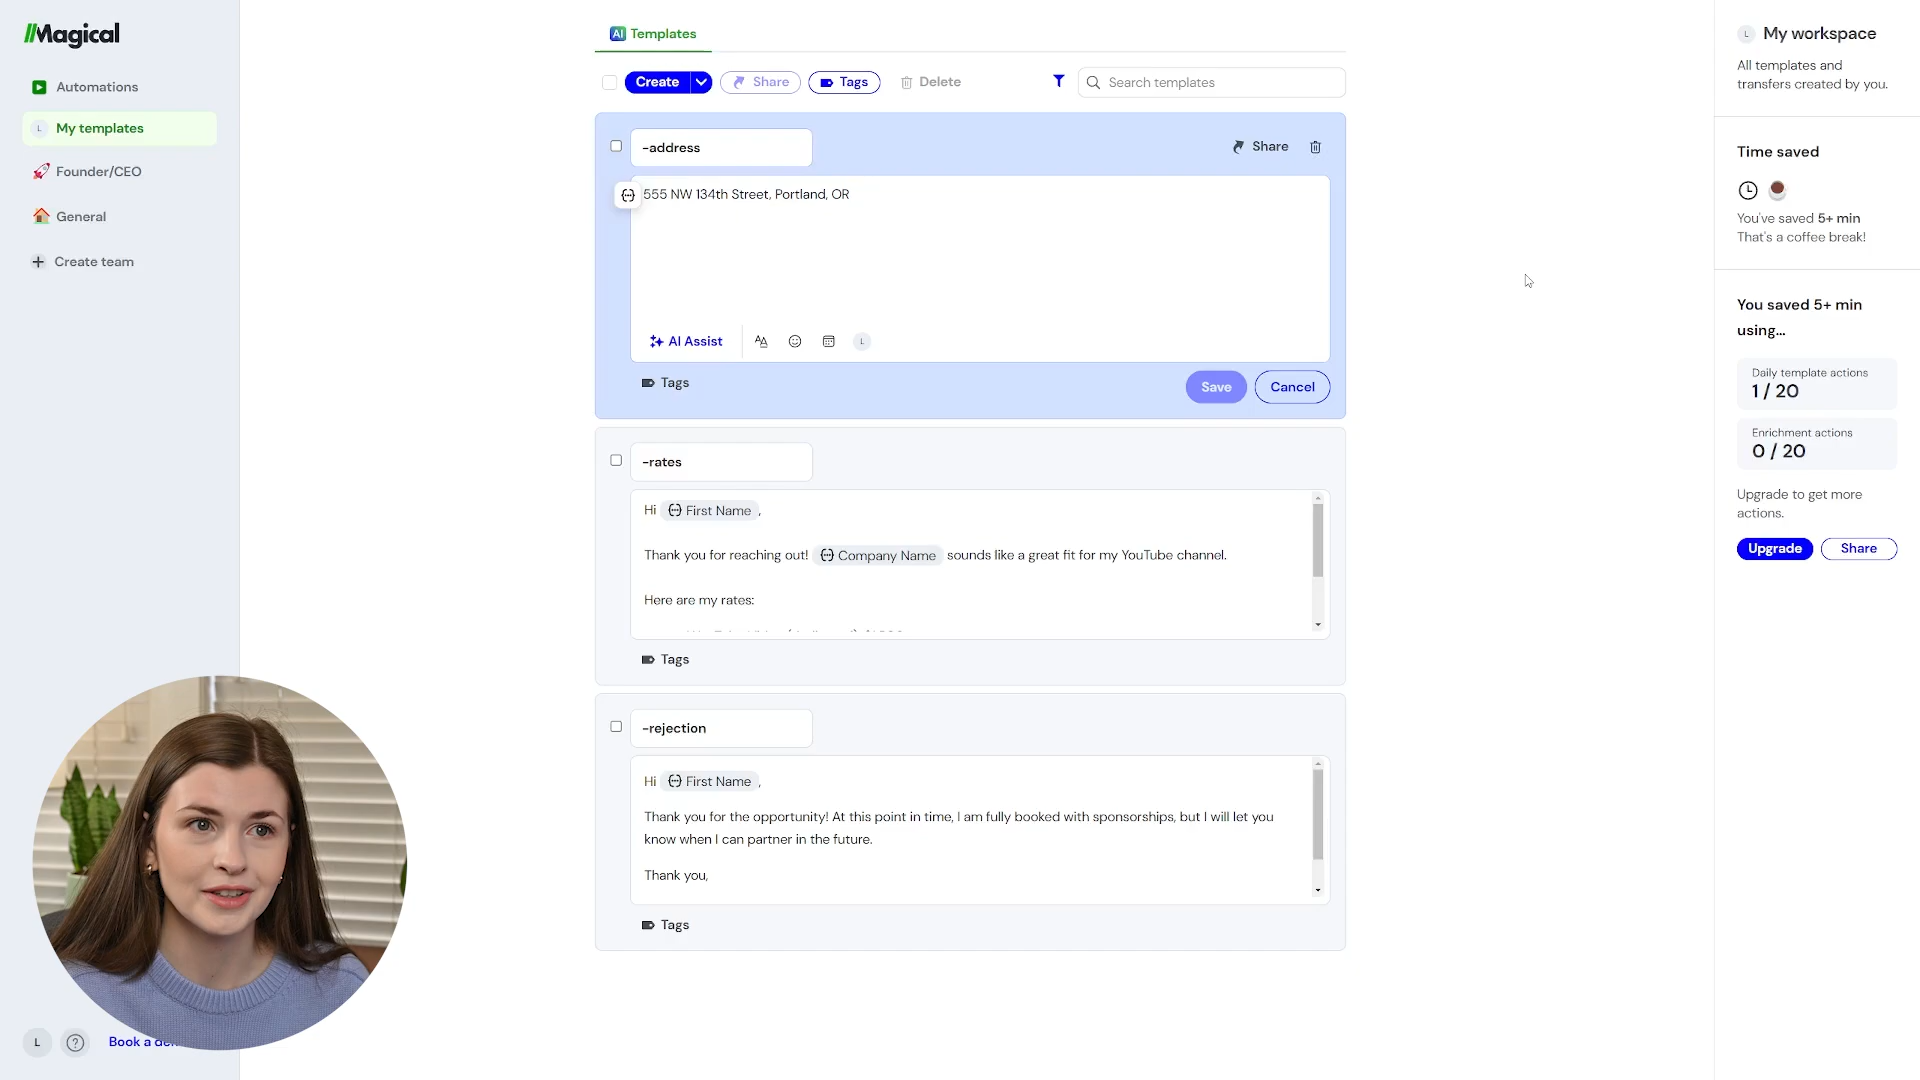 Magical
Automations
L My templates
Founder/CEO
General
Create team
AI Templates
Create Share Tags Delete Search templates
-address Share
555 NW 134th Street, Portland, OR
AI Assist L
Tags Save Cancel
-rates
Hi First Name ,
Thank you for reaching out! Company Name sounds like a great fit for my YouTube channel.
Here are my rates:
Tags
-rejection
Hi First Name ,
Thank you for the opportunity! At this point in time, I am fully booked with sponsorships, but I will let you
know when I can partner in the future.
Thank you,
Tags
L My workspace
All templates and
transfers created by you.
Time saved
You've saved 5+ min
That's a coffee break!
You saved 5+ min
using...
Daily template actions
1 / 20
Enrichment actions
0 / 20
Upgrade to get more
actions.
Upgrade Share
L ? Book a